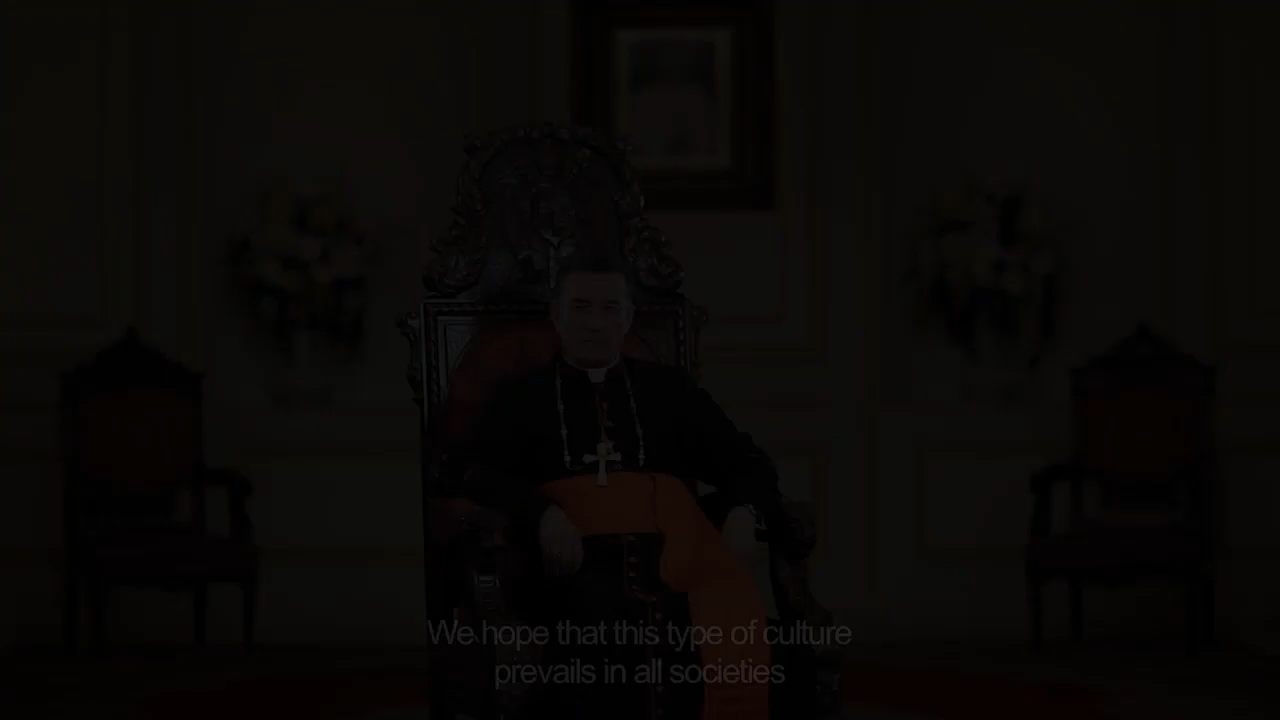 We hope that this type of culture
prevails in all societies